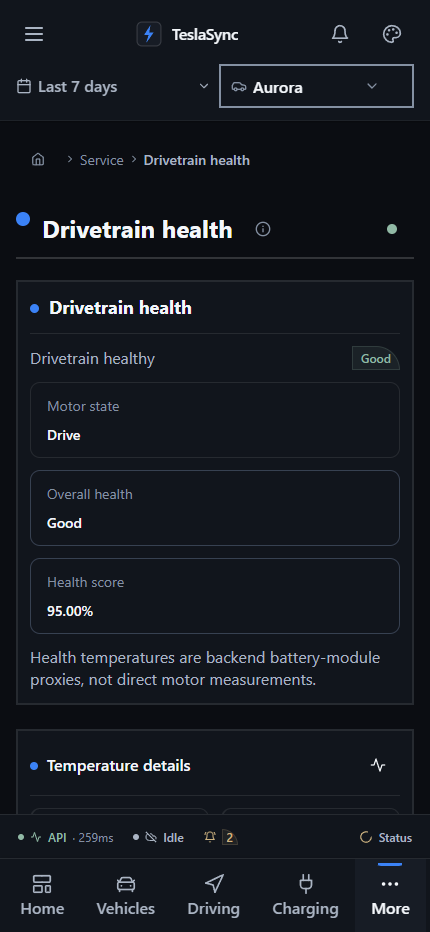 TeslaSync
Last 7 days
Aurora
Service
Drivetrain health
Drivetrain health
Drivetrain health
Drivetrain healthy
Good
Motor state
Drive
Overall health
Good
Health score
95.00%
Health temperatures are backend battery-module
proxies, not direct motor measurements.
Temperature details
API · 259ms
Idle
2
Status
Home
Vehicles
Driving
Charging
More